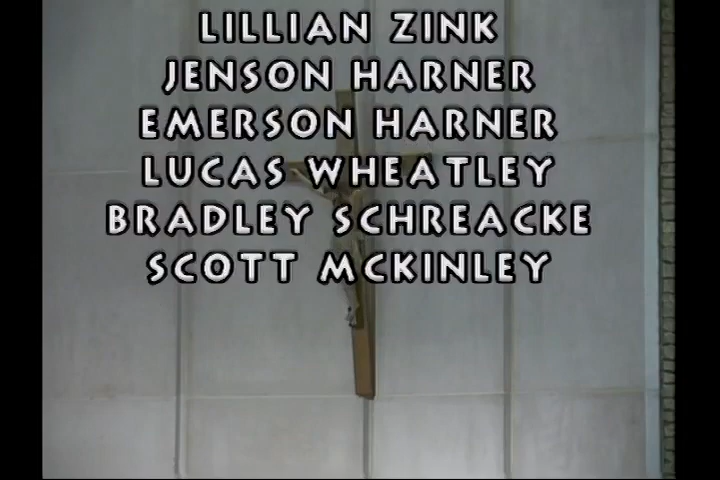 LILLIAN ZINK
JENSON HARNER
EMERSON HARNER
LUCAS WHEATLEY
BRADLEY SCHREACKE
SCOTT MCKINLEY